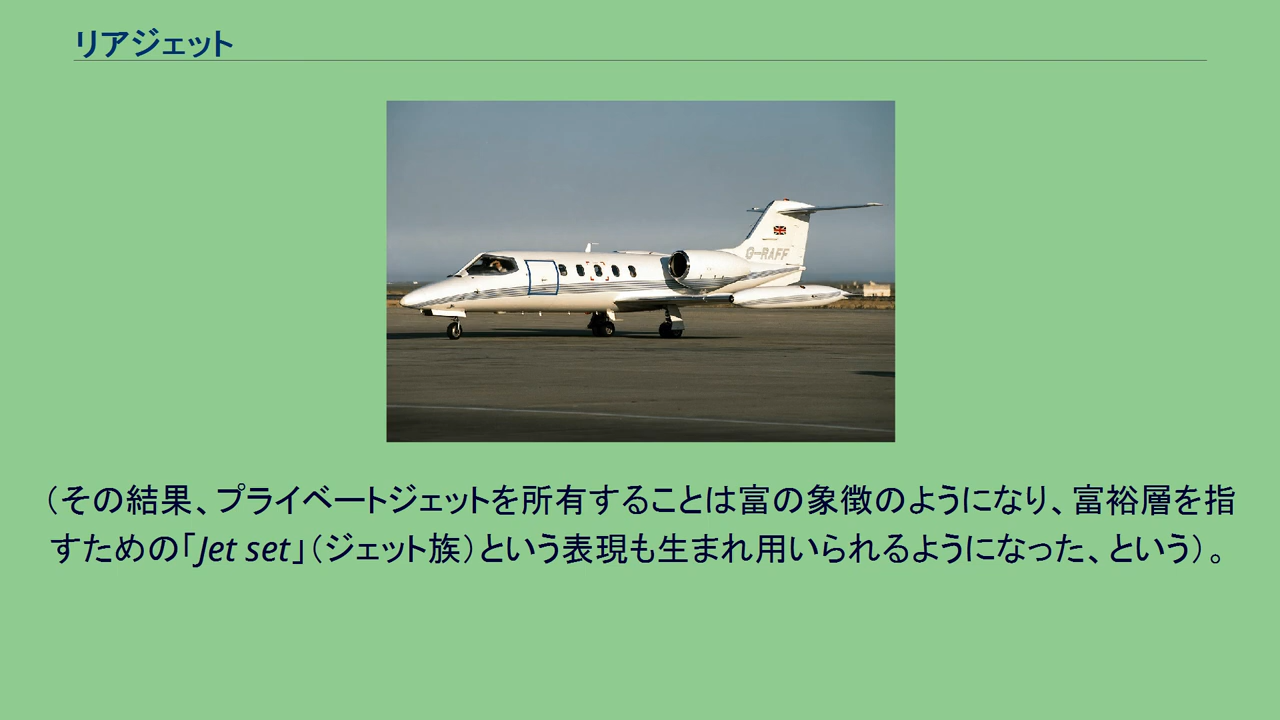 リアジェット
G-RAFF
（その結果、プライベートジェットを所有することは富の象徴のようになり、富裕層を指
すための「Jet set」（ジェット族）という表現も生まれ用いられるようになった、という）。